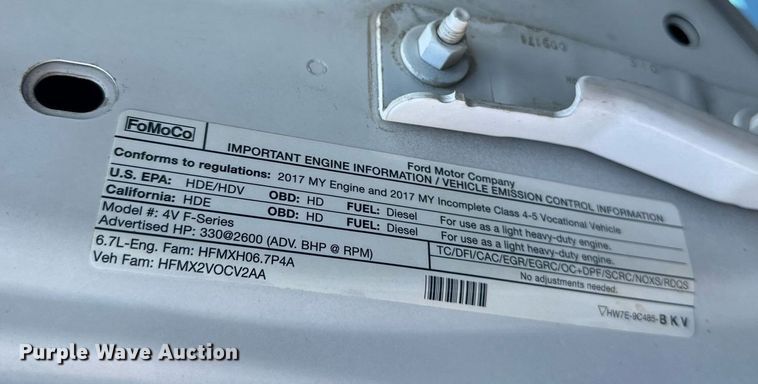 FoMoCo
Ford Motor Company
IMPORTANT ENGINE INFORMATION / VEHICLE EMISSION CONTROL INFORMATION
Conforms to regulations: 2017 MY Engine and 2017 MY Incomplete Class 4-5 Vocational Vehicle
U.S. EPA: HDE/HDV OBD: HD FUEL: Diesel For use as a light heavy-duty engine.
California: HDE OBD: HD FUEL: Diesel For use as a light heavy-duty engine.
Model #: 4V F-Series
Advertised HP: 330@2600 (ADV. BHP @ RPM)
TC/DFI/CAC/EGR/EGRC/OC+DPF/SCRC/NOXS/RDQS
6.7L-Eng. Fam: HFMXH06.7P4A
No adjustments needed.
Veh Fam: HFMX2VOCV2AA
HW7E-9C485-BKV
Purple Wave Auction